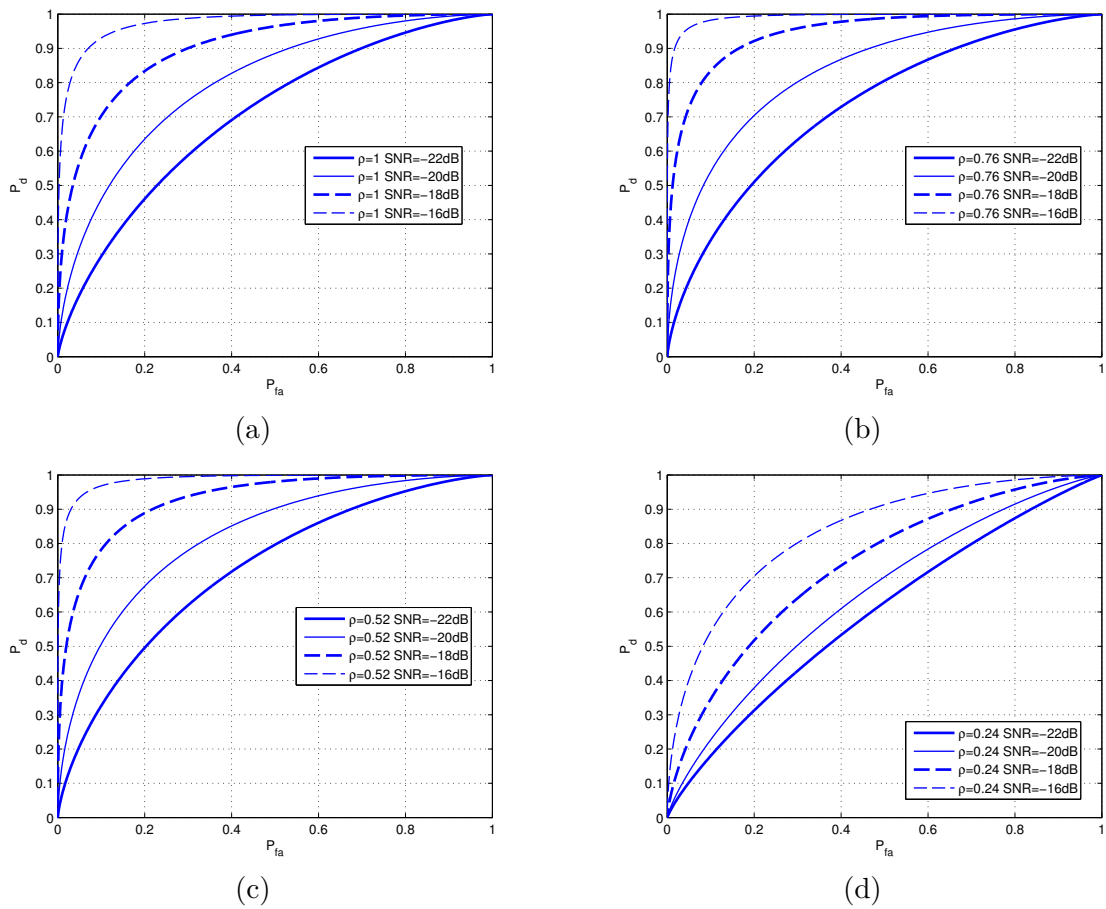 1
0.9
0.8
0.7
0.6
0.5
0.4
0.3
0.2
0.1
0
0 0.2 0.4 0.6 0.8 1
P_d
P_fa
ρ=1 SNR=−22dB
ρ=1 SNR=−20dB
ρ=1 SNR=−18dB
ρ=1 SNR=−16dB
(a)
1
0.9
0.8
0.7
0.6
0.5
0.4
0.3
0.2
0.1
0
0 0.2 0.4 0.6 0.8 1
P_d
P_fa
ρ=0.76 SNR=−22dB
ρ=0.76 SNR=−20dB
ρ=0.76 SNR=−18dB
ρ=0.76 SNR=−16dB
(b)
1
0.9
0.8
0.7
0.6
0.5
0.4
0.3
0.2
0.1
0
0 0.2 0.4 0.6 0.8 1
P_d
P_fa
ρ=0.52 SNR=−22dB
ρ=0.52 SNR=−20dB
ρ=0.52 SNR=−18dB
ρ=0.52 SNR=−16dB
(c)
1
0.9
0.8
0.7
0.6
0.5
0.4
0.3
0.2
0.1
0
0 0.2 0.4 0.6 0.8 1
P_d
P_fa
ρ=0.24 SNR=−22dB
ρ=0.24 SNR=−20dB
ρ=0.24 SNR=−18dB
ρ=0.24 SNR=−16dB
(d)